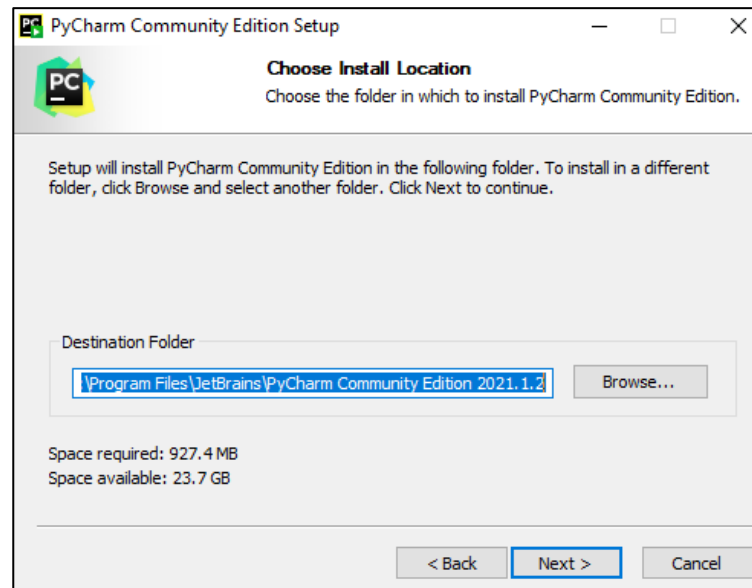 PyCharm Community Edition Setup
PC
Choose Install Location
Choose the folder in which to install PyCharm Community Edition.
Setup will install PyCharm Community Edition in the following folder. To install in a different
folder, click Browse and select another folder. Click Next to continue.
Destination Folder
:\Program Files\JetBrains\PyCharm Community Edition 2021.1.2
Browse...
Space required: 927.4 MB
Space available: 23.7 GB
< Back
Next >
Cancel